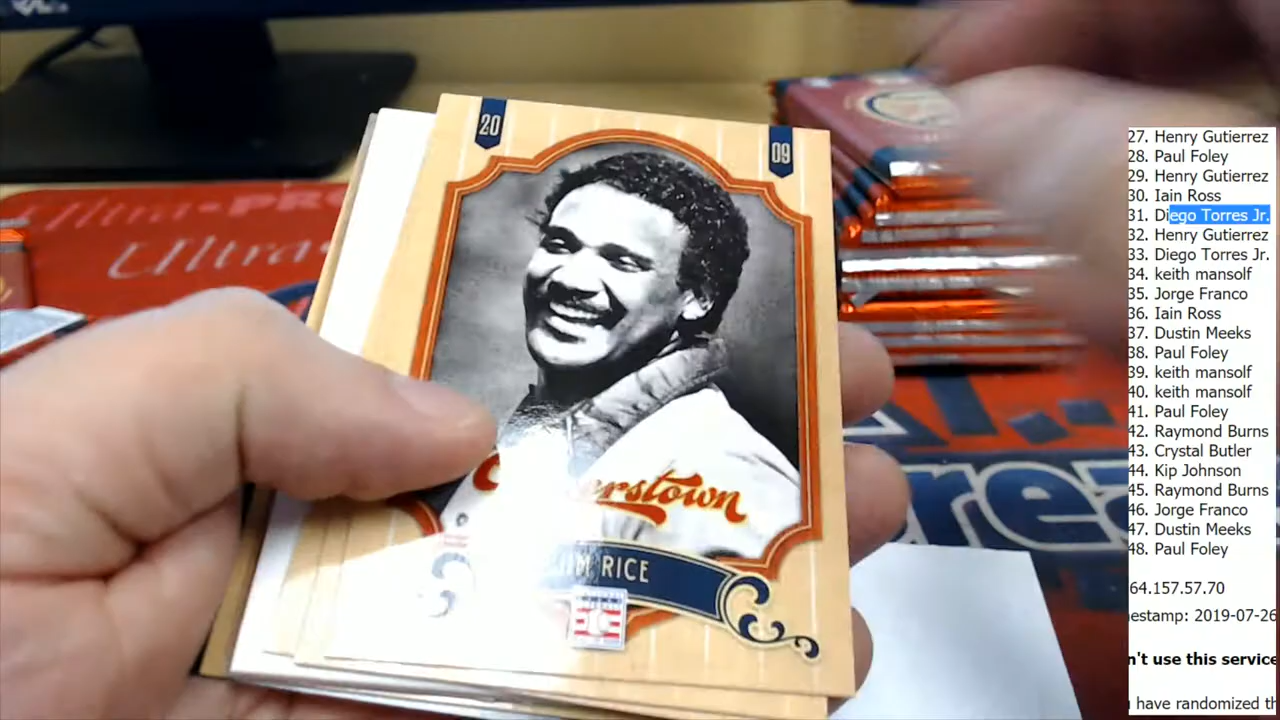 20
09
Ultra-PRO
Ultra
rstown
RICE
27. Henry Gutierrez
28. Paul Foley
29. Henry Gutierrez
30. Iain Ross
31. Diego Torres Jr.
32. Henry Gutierrez
33. Diego Torres Jr.
34. keith mansolf
35. Jorge Franco
36. Iain Ross
37. Dustin Meeks
38. Paul Foley
39. keith mansolf
40. keith mansolf
41. Paul Foley
42. Raymond Burns
43. Crystal Butler
44. Kip Johnson
45. Raymond Burns
46. Jorge Franco
47. Dustin Meeks
48. Paul Foley
64.157.57.70
estamp: 2019-07-26
n't use this service
have randomized th